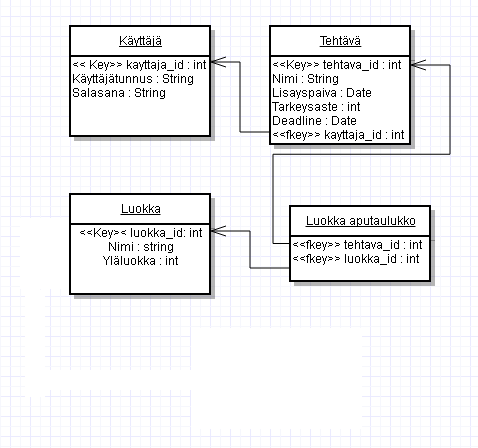 Käyttäjä
<< Key>> kayttaja_id : int
Käyttäjätunnus : String
Salasana : String
Tehtävä
<<Key>> tehtava_id : int
Nimi : String
Lisayspaiva : Date
Tarkeysaste : int
Deadline : Date
<<fkey>> kayttaja_id : int
Luokka
<<Key>< luokka_id: int
Nimi : string
Yläluokka : int
Luokka aputaulukko
<<fkey>> tehtava_id : int
<<fkey>> luokka_id : int